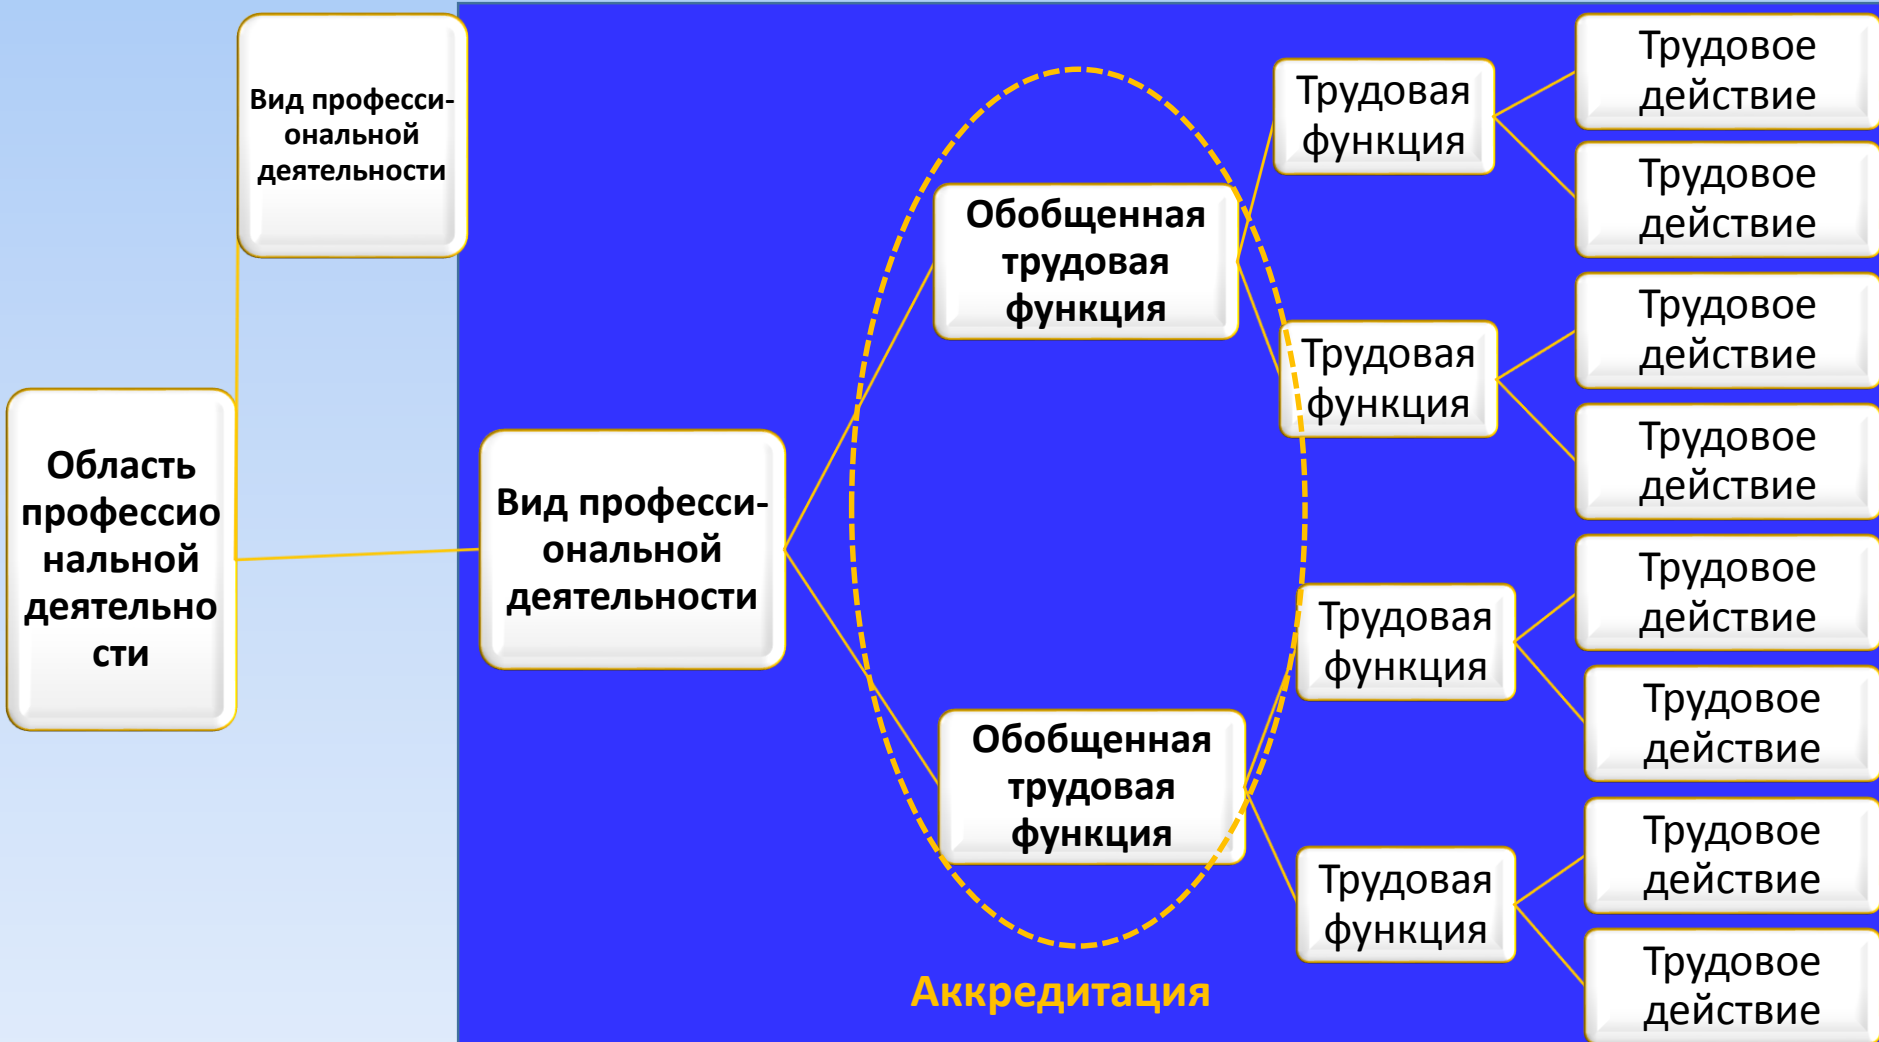 Область
профессио
нальной
деятельно
сти
Вид професси-
ональной
деятельности
Вид професси-
ональной
деятельности
Обобщенная
трудовая
функция
Обобщенная
трудовая
функция
Аккредитация
Трудовая
функция
Трудовая
функция
Трудовая
функция
Трудовая
функция
Трудовое
действие
Трудовое
действие
Трудовое
действие
Трудовое
действие
Трудовое
действие
Трудовое
действие
Трудовое
действие
Трудовое
действие